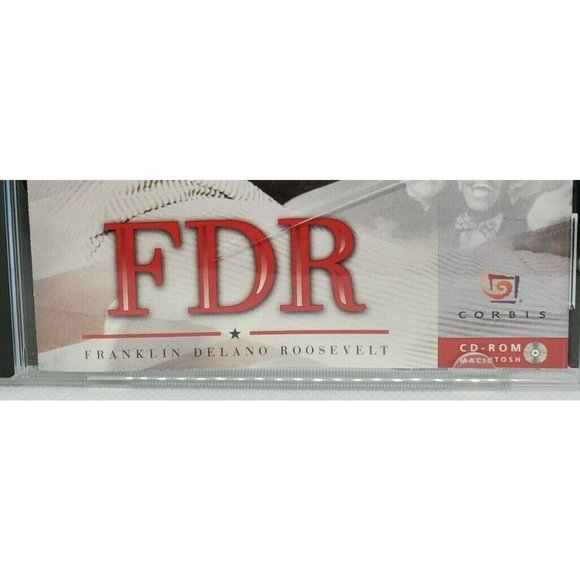 FDR
FRANKLIN DELANO ROOSEVELT
CORBIS
CD-ROM
MACINTOSH